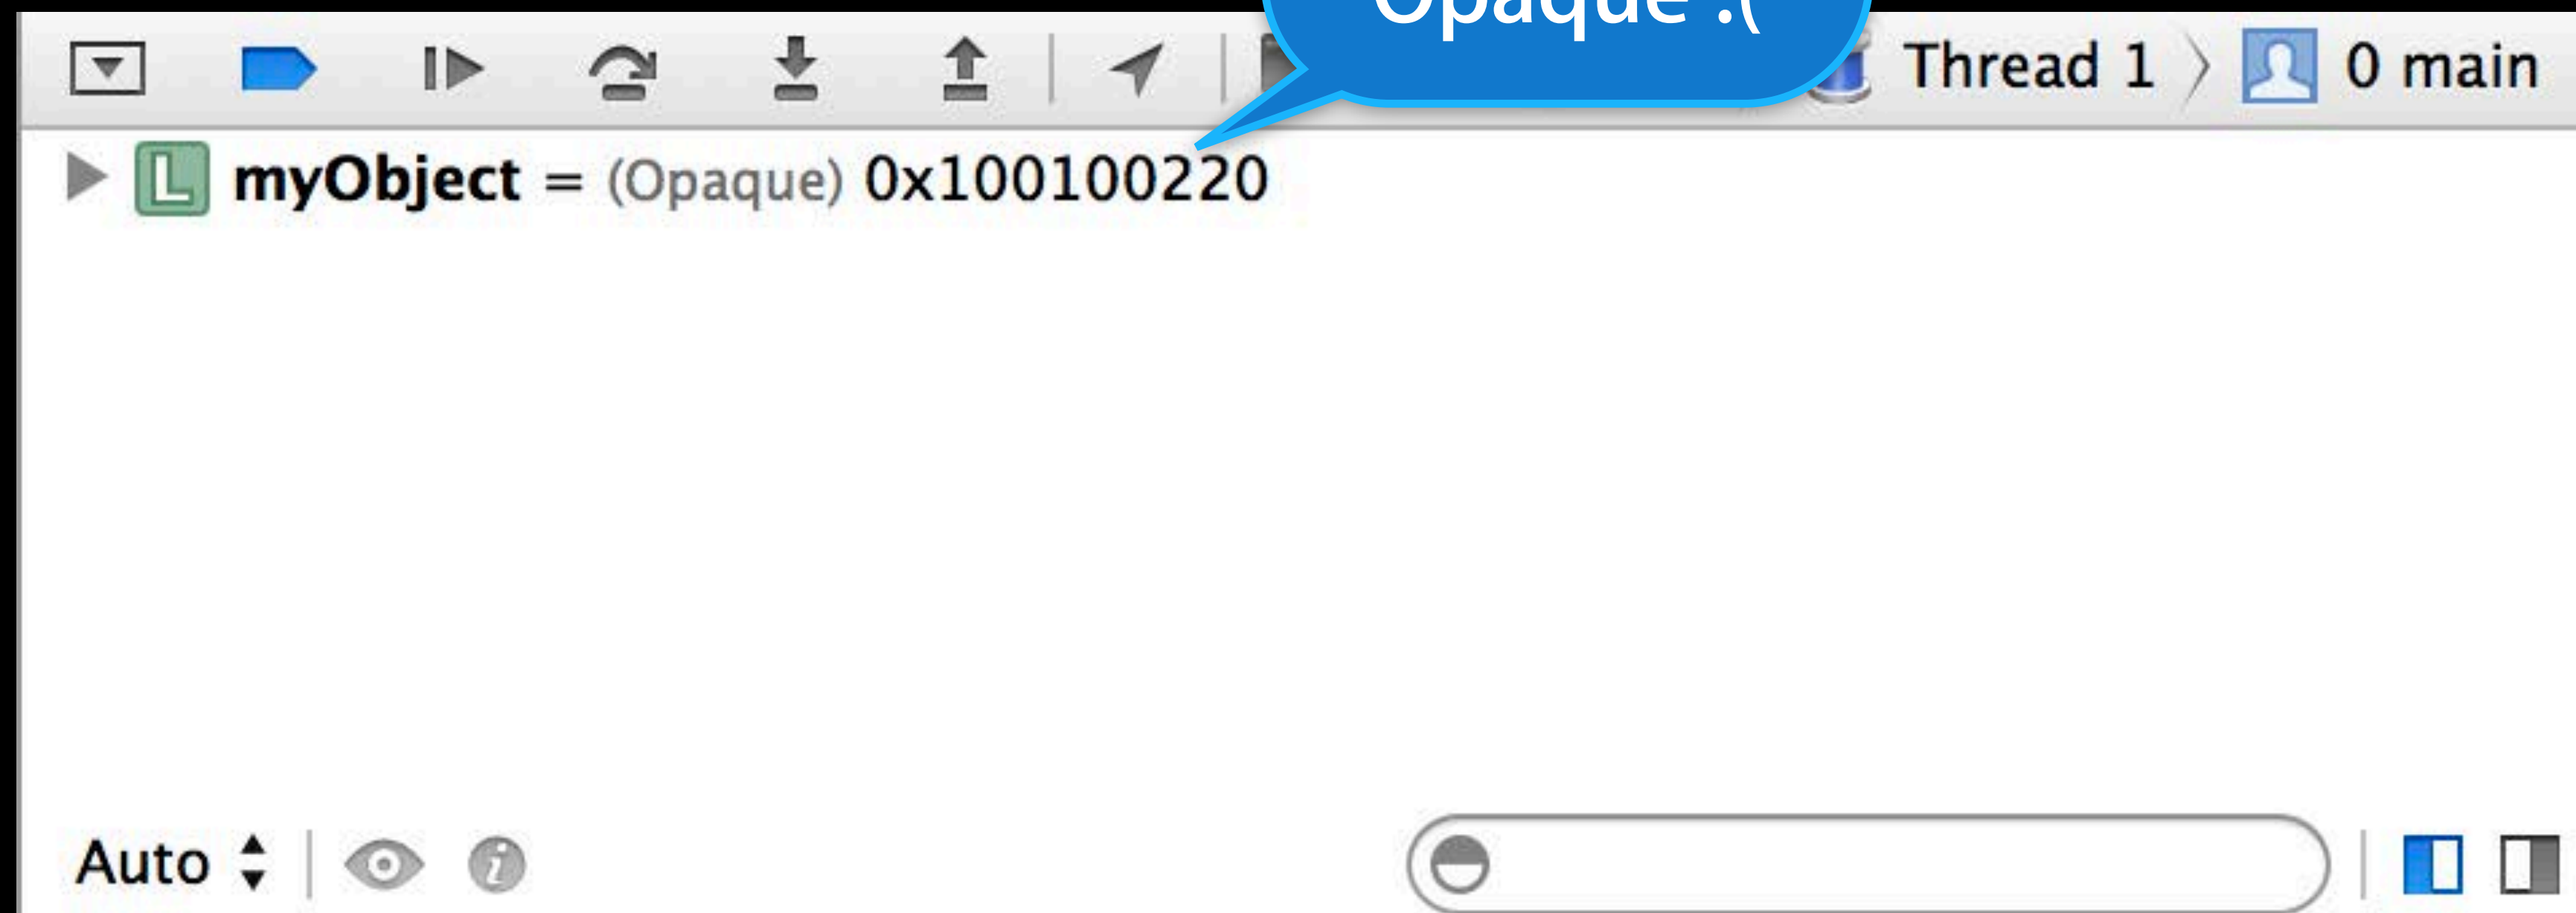 Opaque :(
Thread 1 〉 0 main
L myObject = (Opaque) 0x100100220
Auto